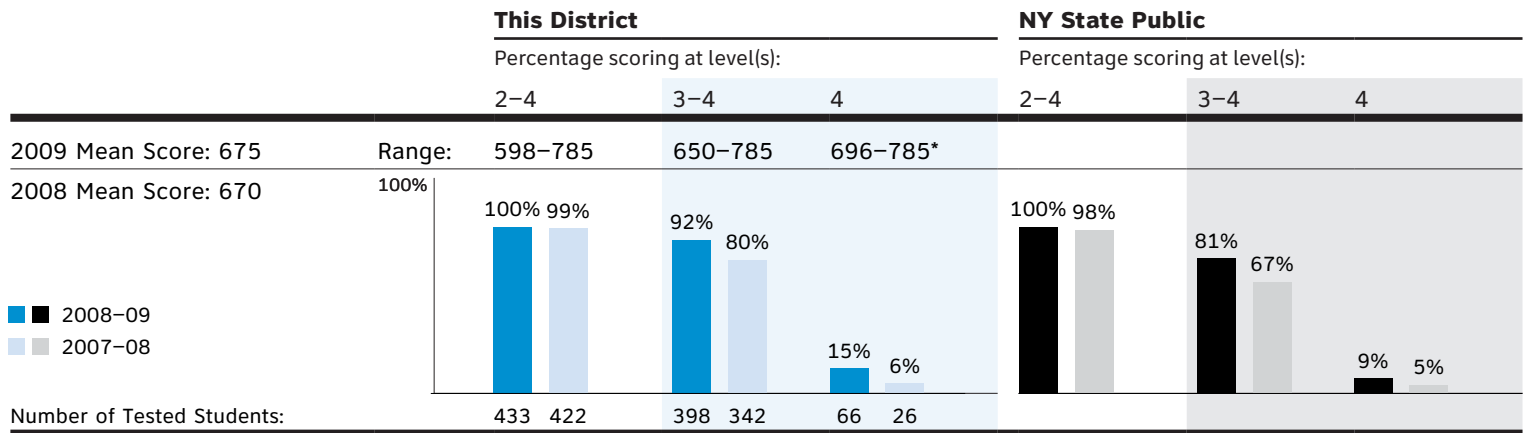 This District NY State Public
Percentage scoring at level(s): Percentage scoring at level(s):
2–4 3–4 4 2–4 3–4 4
2009 Mean Score: 675 Range: 598–785 650–785 696–785*
2008 Mean Score: 670 100%
100% 99% 92% 80% 15% 6% 100% 98% 81% 67% 9% 5%
2008–09
2007–08
Number of Tested Students: 433 422 398 342 66 26